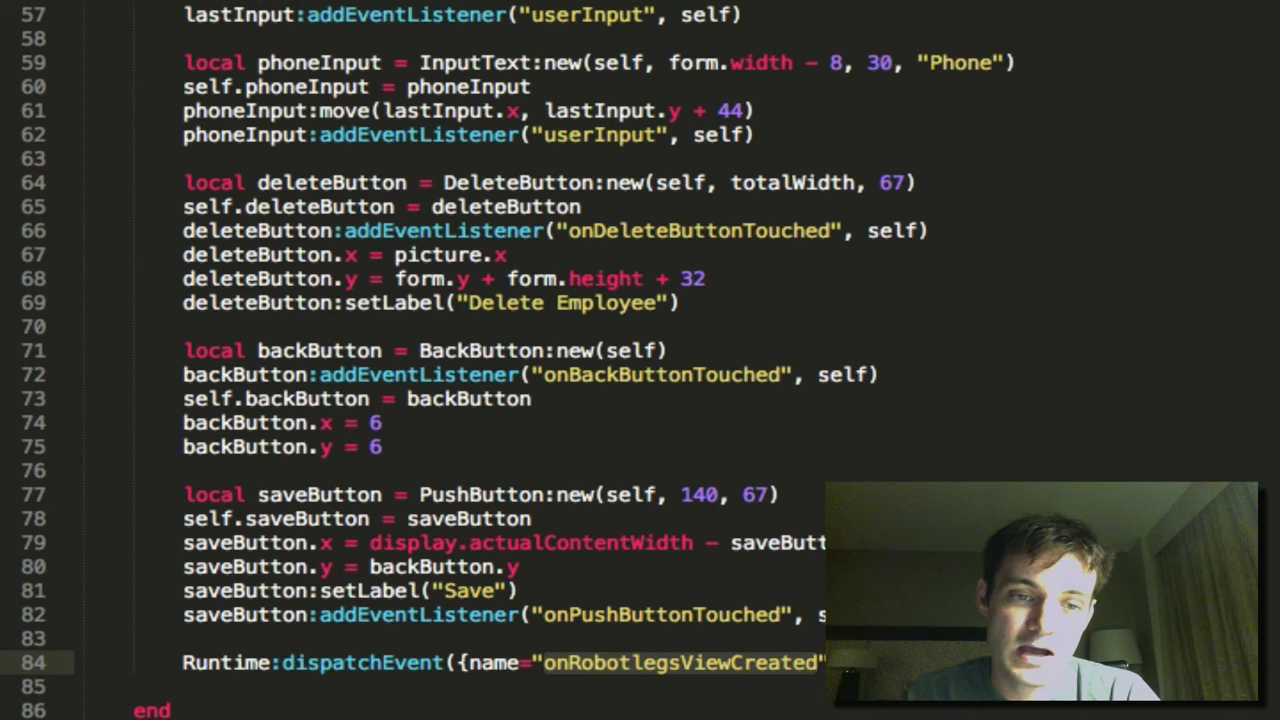 57 lastInput:addEventListener("userInput", self)
58
59 local phoneInput = InputText:new(self, form.width - 8, 30, "Phone")
60 self.phoneInput = phoneInput
61 phoneInput:move(lastInput.x, lastInput.y + 44)
62 phoneInput:addEventListener("userInput", self)
63
64 local deleteButton = DeleteButton:new(self, totalWidth, 67)
65 self.deleteButton = deleteButton
66 deleteButton:addEventListener("onDeleteButtonTouched", self)
67 deleteButton.x = picture.x
68 deleteButton.y = form.y + form.height + 32
69 deleteButton:setLabel("Delete Employee")
70
71 local backButton = BackButton:new(self)
72 backButton:addEventListener("onBackButtonTouched", self)
73 self.backButton = backButton
74 backButton.x = 6
75 backButton.y = 6
76
77 local saveButton = PushButton:new(self, 140, 67)
78 self.saveButton = saveButton
79 saveButton.x = display.actualContentWidth - saveButt
80 saveButton.y = backButton.y
81 saveButton:setLabel("Save")
82 saveButton:addEventListener("onPushButtonTouched", s
83
84 Runtime:dispatchEvent({name="onRobotlegsViewCreated"
85
86 end